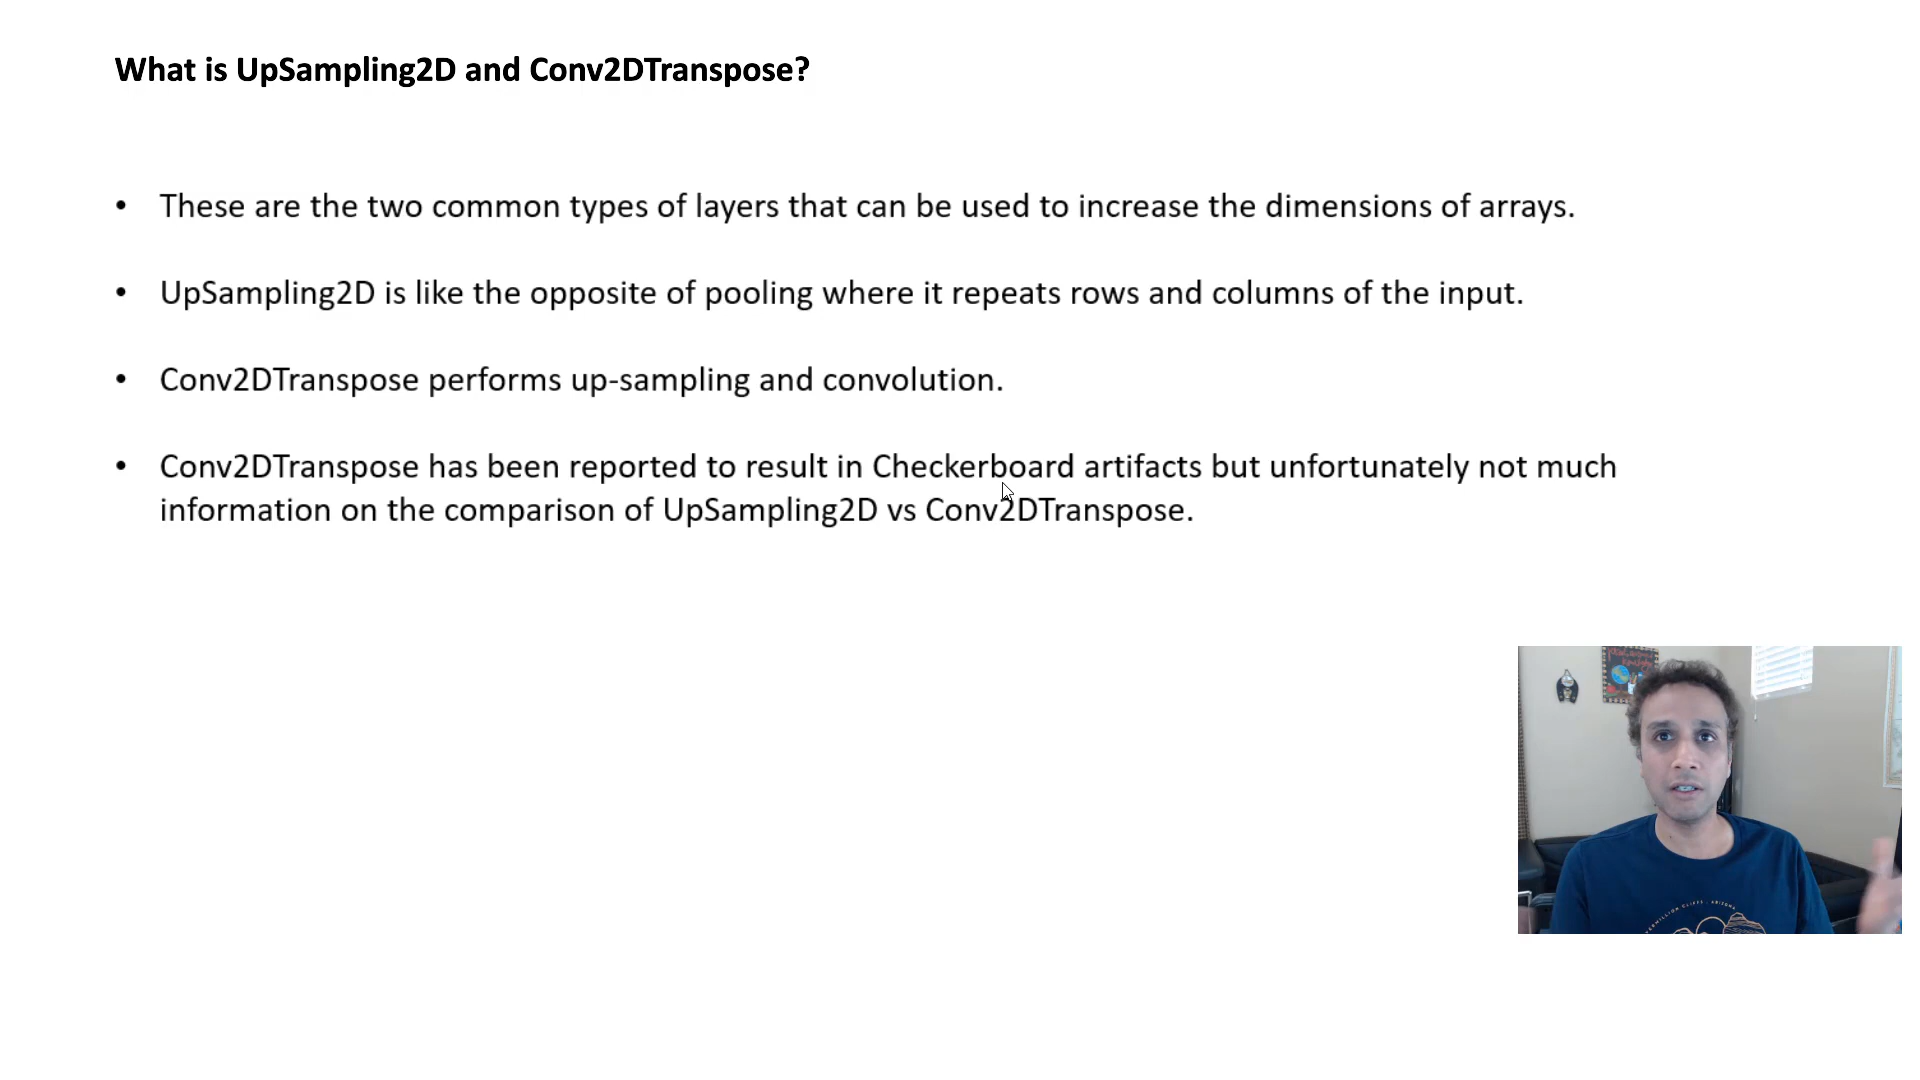 What is UpSampling2D and Conv2DTranspose?
• These are the two common types of layers that can be used to increase the dimensions of arrays.
• UpSampling2D is like the opposite of pooling where it repeats rows and columns of the input.
• Conv2DTranspose performs up-sampling and convolution.
• Conv2DTranspose has been reported to result in Checkerboard artifacts but unfortunately not much
information on the comparison of UpSampling2D vs Conv2DTranspose.